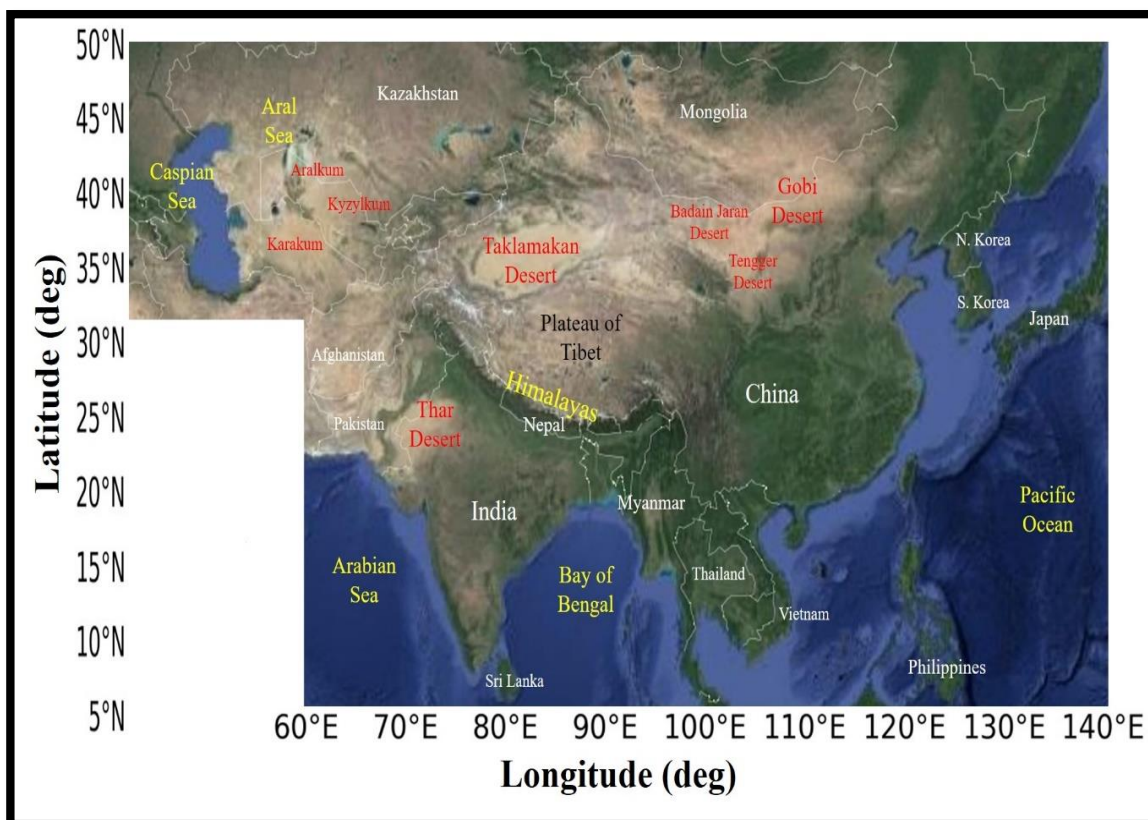 50°N
45°N
40°N
35°N
30°N
25°N
20°N
15°N
10°N
5°N
Latitude (deg)
Kazakhstan
Mongolia
Aral
Sea
Caspian
Sea
Aralkum
Kyzylkum
Karakum
Gobi
Desert
Badain Jaran
Desert
Taklamakan
Desert
Tengger
Desert
N. Korea
S. Korea
Japan
Plateau of
Tibet
Afghanistan
Himalayas
China
Pakistan
Thar
Desert
Nepal
India
Myanmar
Pacific
Ocean
Arabian
Sea
Bay of
Bengal
Thailand
Vietnam
Sri Lanka
Philippines
60°E 70°E 80°E 90°E 100°E 110°E 120°E 130°E 140°E
Longitude (deg)